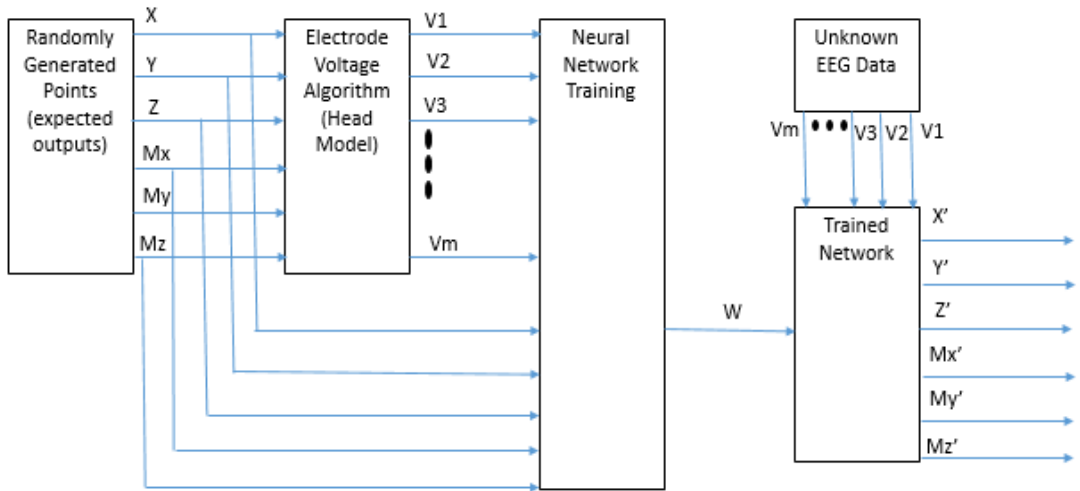 Randomly
Generated
Points
(expected
outputs)
X
Y
Z
Mx
My
Mz
Electrode
Voltage
Algorithm
(Head
Model)
V1
V2
V3
Vm
Neural
Network
Training
W
Unknown
EEG Data
Vm V3 V2 V1
Trained
Network
X'
Y'
Z'
Mx'
My'
Mz'